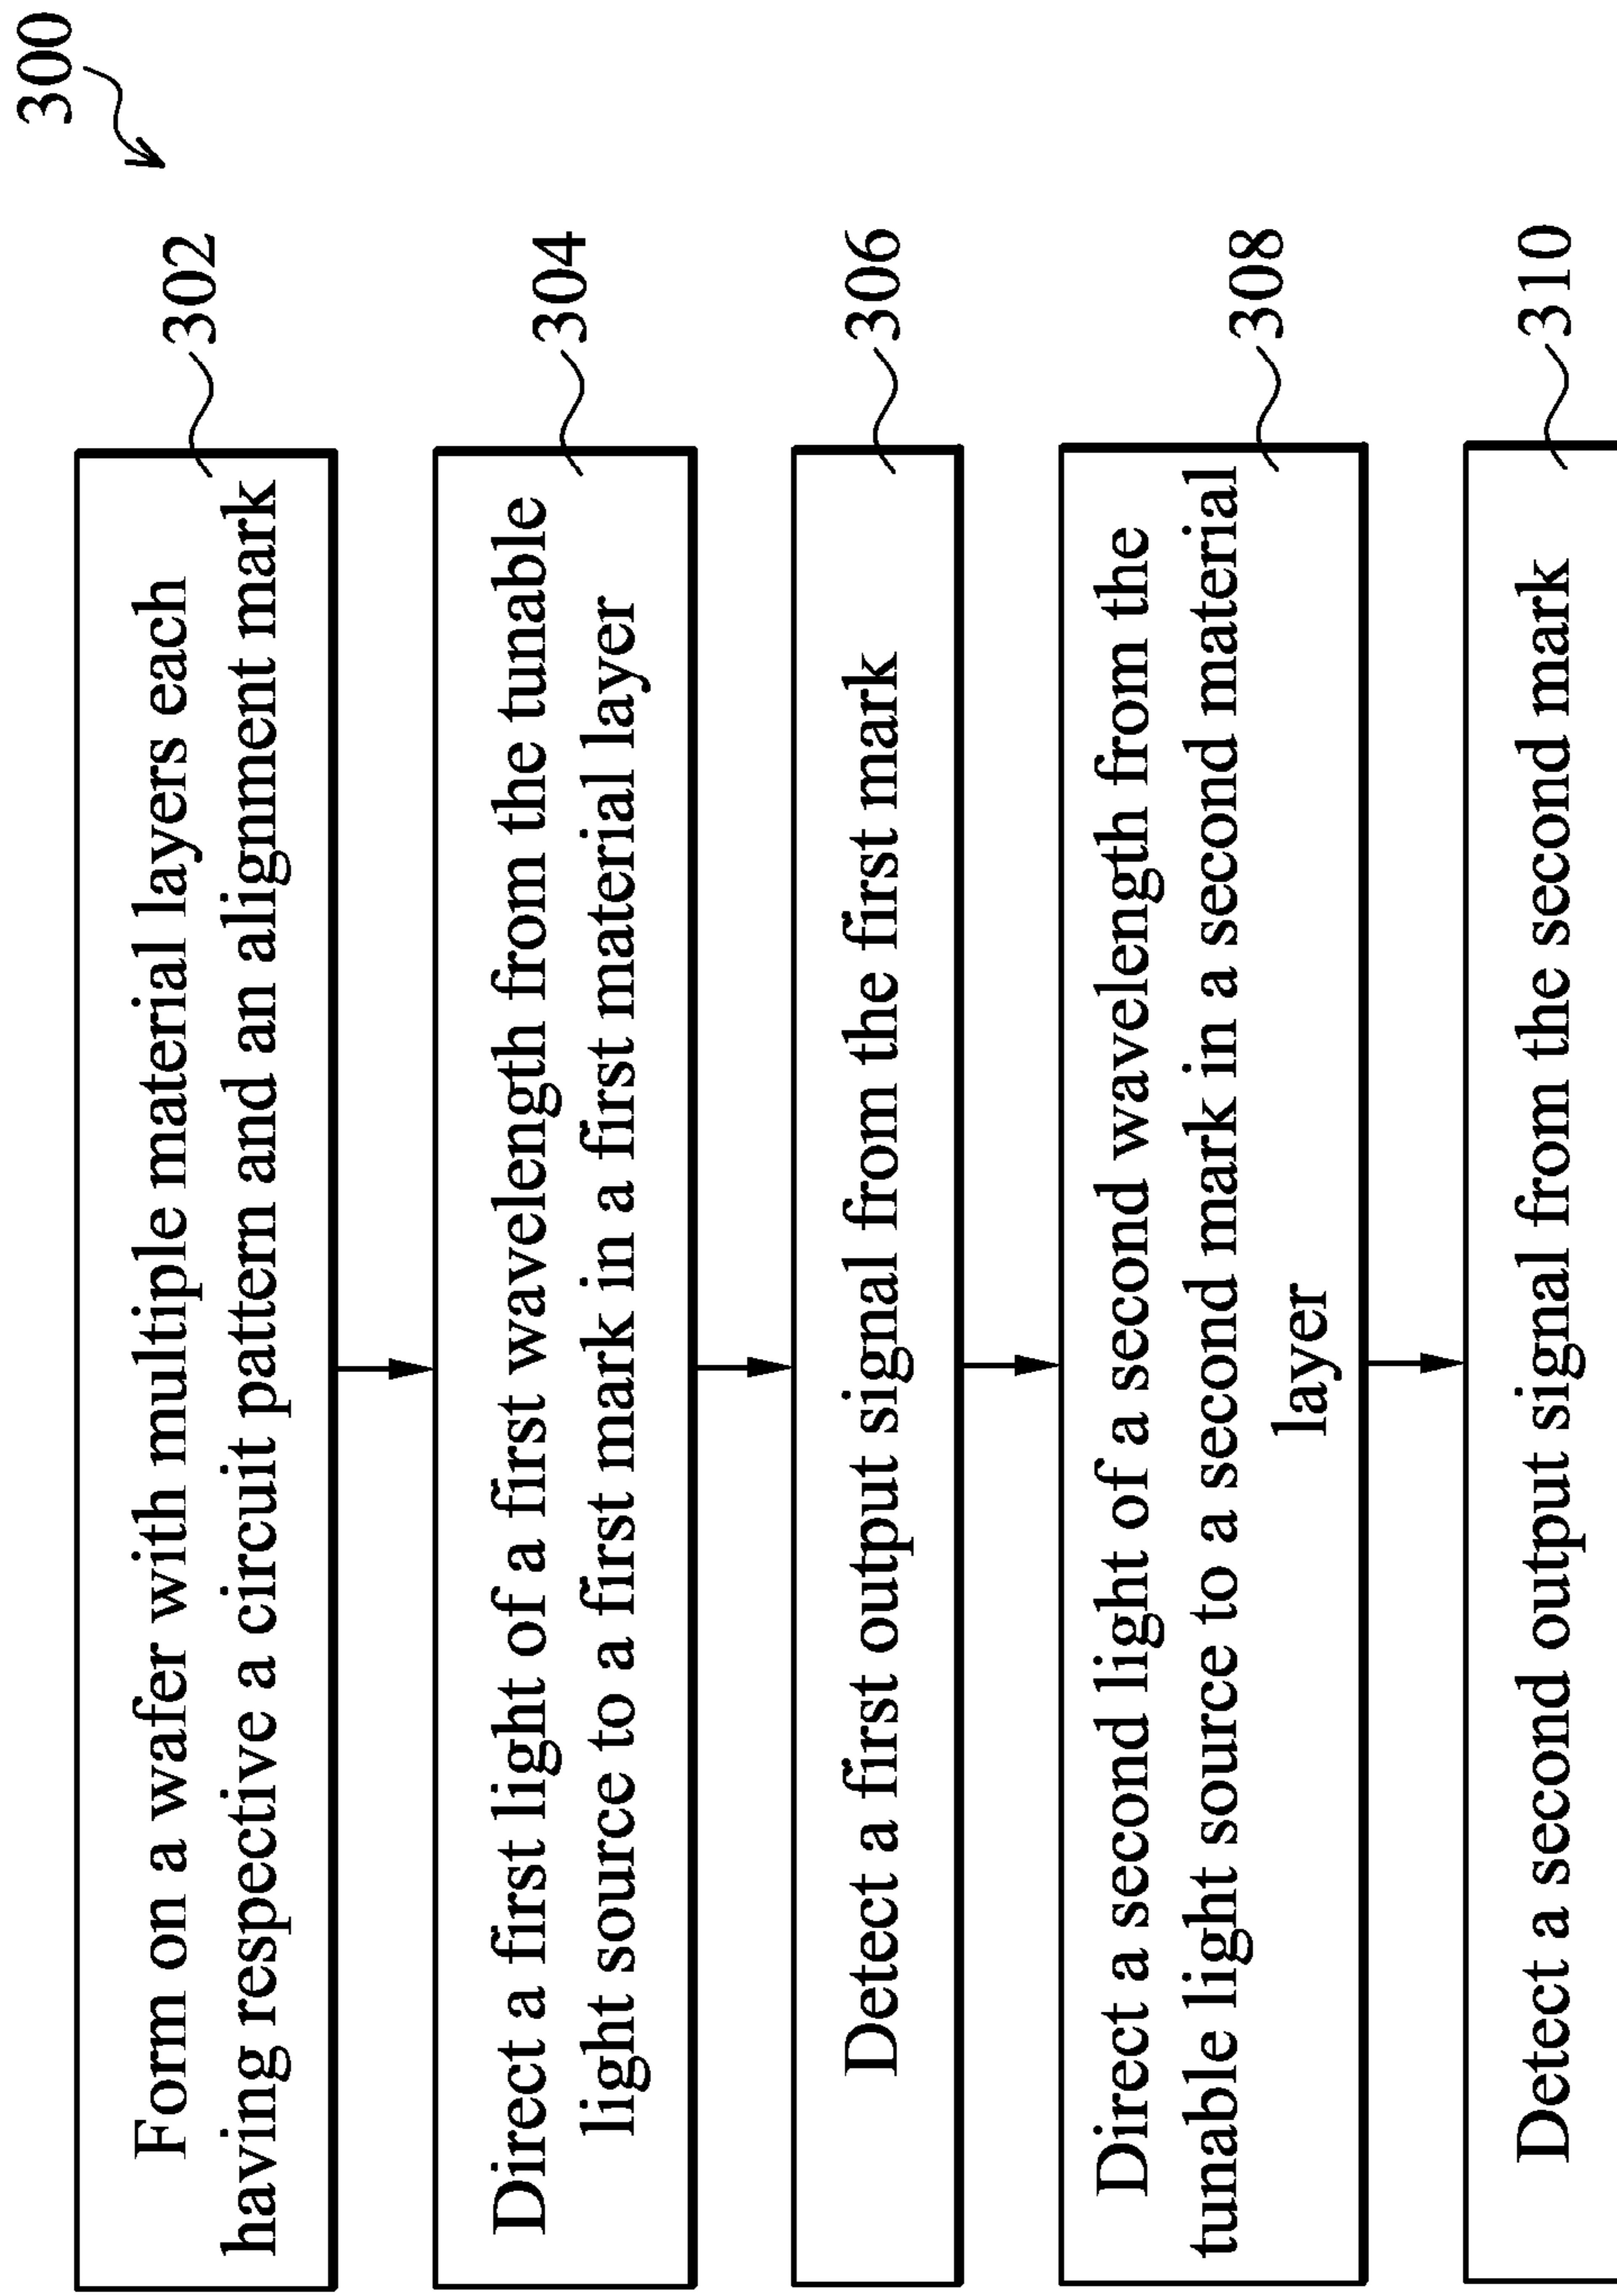 300
Form on a wafer with multiple material layers each
having respective a circuit pattern and an alignment mark
302
Direct a first light of a first wavelength from the tunable
light source to a first mark in a first material layer
304
Detect a first output signal from the first mark
306
Direct a second light of a second wavelength from the
tunable light source to a second mark in a second material
layer
308
Detect a second output signal from the second mark
310